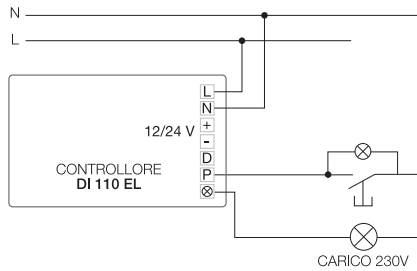 N
L
L
N
12/24 V
+
-
D
P
CONTROLLORE
DI 110 EL
CARICO 230V